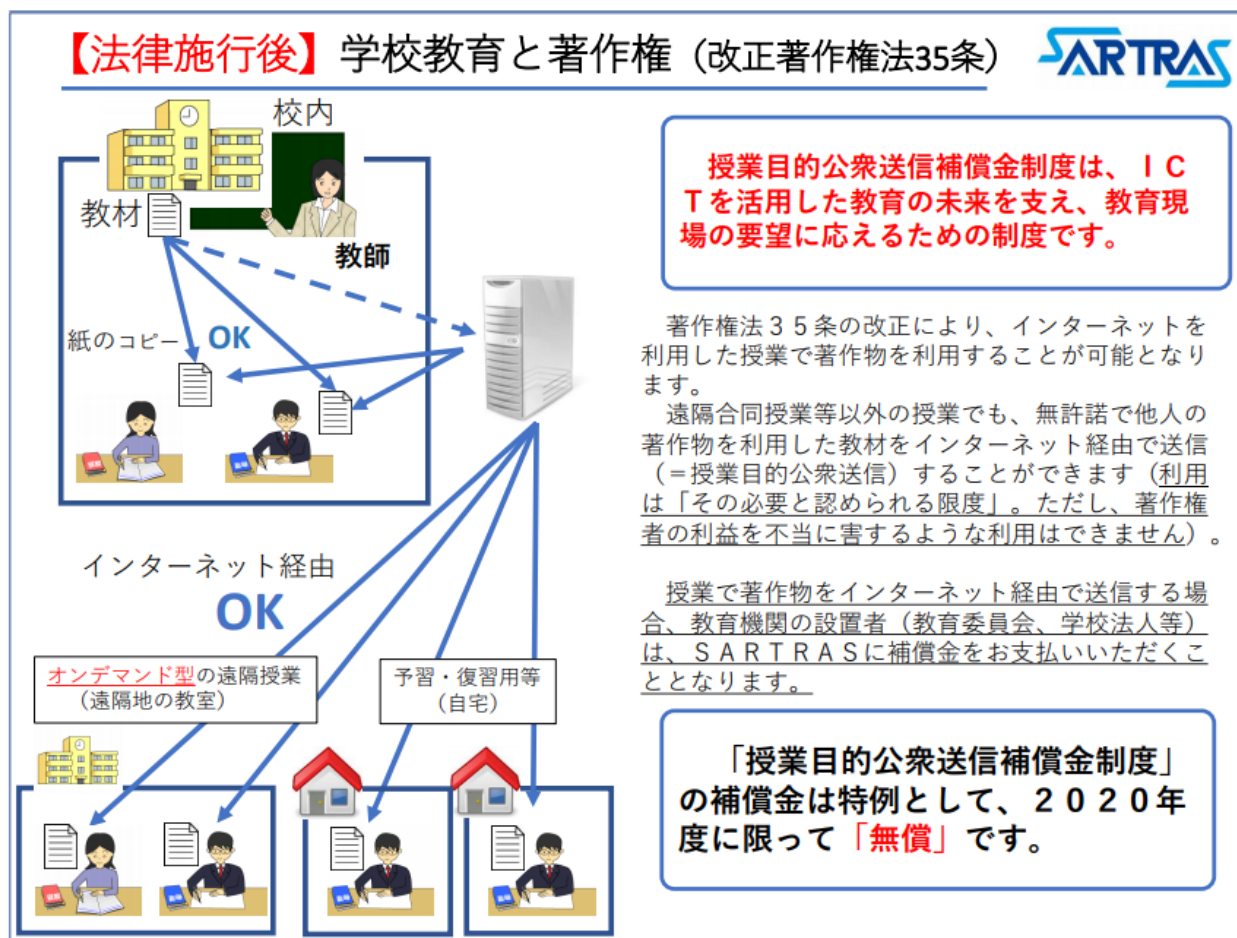 【法律施行後】学校教育と著作権（改正著作権法35条）
SARTRAS
校内
教材
教師
紙のコピー
OK
インターネット経由
OK
オンデマンド型の遠隔授業
（遠隔地の教室）
予習・復習用等
（自宅）
授業目的公衆送信補償金制度は、ＩＣ
Ｔを活用した教育の未来を支え、教育現
場の要望に応えるための制度です。
著作権法３５条の改正により、インターネットを
利用した授業で著作物を利用することが可能となり
ます。
遠隔合同授業等以外の授業でも、無許諾で他人の
著作物を利用した教材をインターネット経由で送信
（＝授業目的公衆送信）することができます（利用
は「その必要と認められる限度」。ただし、著作権
者の利益を不当に害するような利用はできません）。
授業で著作物をインターネット経由で送信する場
合、教育機関の設置者（教育委員会、学校法人等）
は、ＳＡＲＴＲＡＳに補償金をお支払いいただくこ
ととなります。
「授業目的公衆送信補償金制度」
の補償金は特例として、２０２０年
度に限って「無償」です。